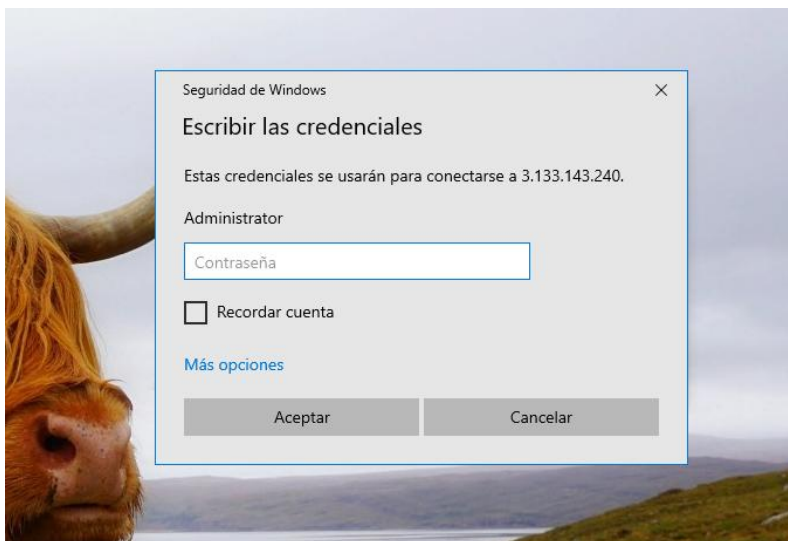 Seguridad de Windows
Escribir las credenciales
Estas credenciales se usarán para conectarse a 3.133.143.240.
Administrator
Contraseña
Recordar cuenta
Más opciones
Aceptar
Cancelar